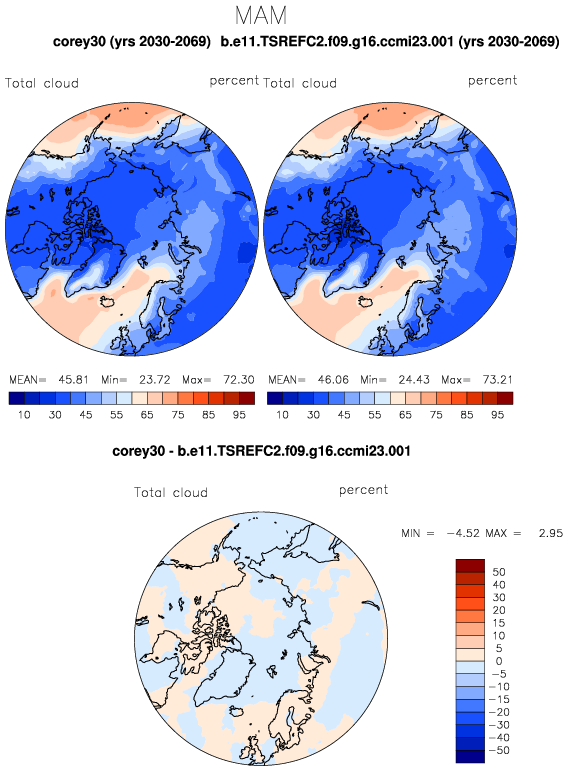 MAM
corey30 (yrs 2030-2069) b.e11.TSREFC2.f09.g16.ccmi23.001 (yrs 2030-2069)
Total cloud percent Total cloud percent
MEAN= 45.81 Min= 23.72 Max= 72.30 MEAN= 46.06 Min= 24.43 Max= 73.21
10 30 45 55 65 75 85 95 10 30 45 55 65 75 85 95
corey30 - b.e11.TSREFC2.f09.g16.ccmi23.001
Total cloud percent
MIN = -4.52 MAX = 2.95
50
40
30
20
15
10
5
0
-5
-10
-15
-20
-30
-40
-50